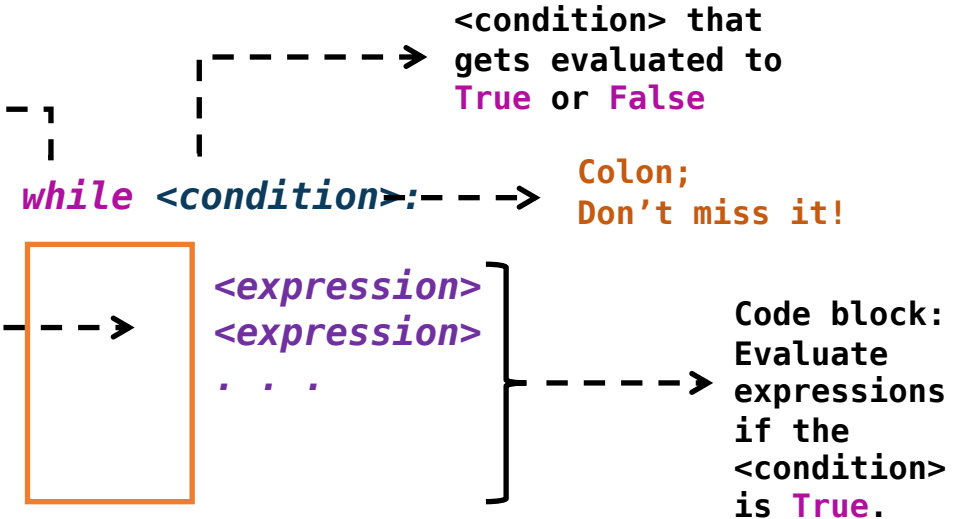 <condition> that
gets evaluated to
True or False
while <condition>:
Colon;
Don’t miss it!
<expression>
<expression>
. . .
Code block:
Evaluate
expressions
if the
<condition>
is True.